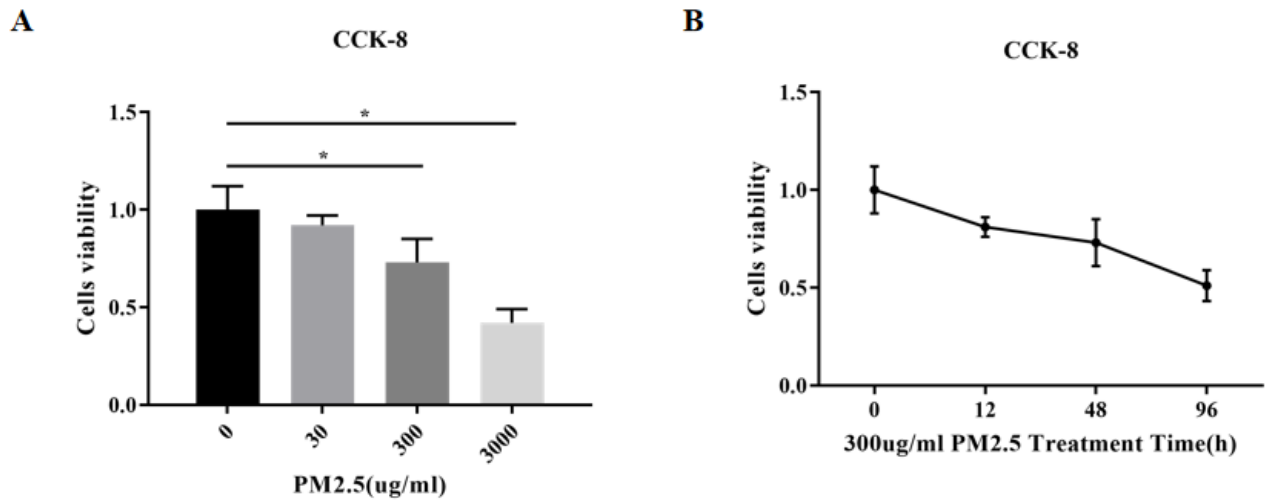 A
CCK-8
1.5
1.0
0.5
0.0
Cells viability
*
*
0
30
300
3000
PM2.5(ug/ml)
B
CCK-8
1.5
1.0
0.5
0.0
Cells viability
0 12 48 96
300ug/ml PM2.5 Treatment Time(h)